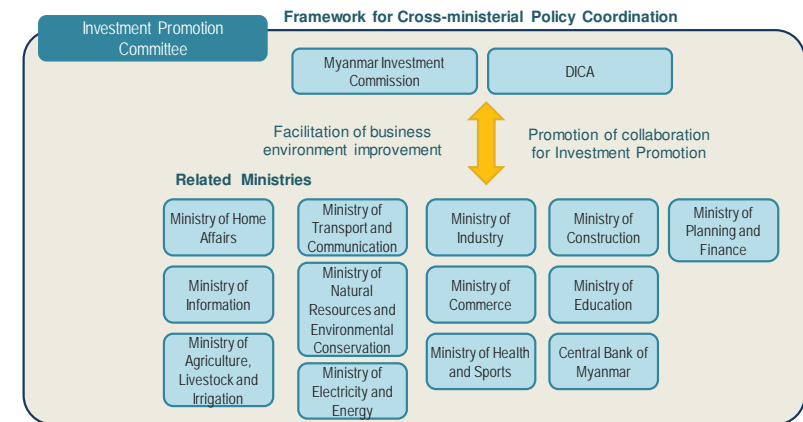 Framework for Cross-ministerial Policy Coordination
Investment Promotion
Committee
Myanmar Investment
Commission
DICA
Facilitation of business
environment improvement
Promotion of collaboration
for Investment Promotion
Related Ministries
Ministry of Home
Affairs
Ministry of
Transport and
Communication
Ministry of
Industry
Ministry of
Construction
Ministry of
Planning and
Finance
Ministry of
Information
Ministry of
Natural
Resources and
Environmental
Conservation
Ministry of
Commerce
Ministry of
Education
Ministry of
Agriculture,
Livestock and
Irrigation
Ministry of
Electricity and
Energy
Ministry of Health
and Sports
Central Bank of
Myanmar